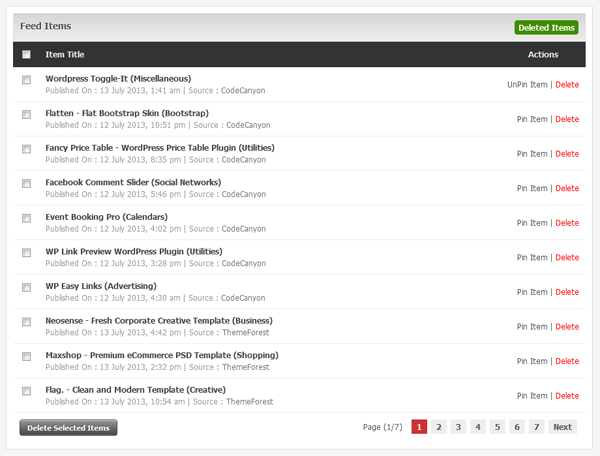 Feed Items Deleted Items
Item Title Actions
Wordpress Toggle-It (Miscellaneous)
Published On : 13 July 2013, 1:41 am | Source : CodeCanyon UnPin Item | Delete
Flatten - Flat Bootstrap Skin (Bootstrap)
Published On : 12 July 2013, 10:51 pm | Source : CodeCanyon Pin Item | Delete
Fancy Price Table - WordPress Price Table Plugin (Utilities)
Published On : 12 July 2013, 8:35 pm | Source : CodeCanyon Pin Item | Delete
Facebook Comment Slider (Social Networks)
Published On : 12 July 2013, 5:46 pm | Source : CodeCanyon Pin Item | Delete
Event Booking Pro (Calendars)
Published On : 12 July 2013, 4:02 pm | Source : CodeCanyon Pin Item | Delete
WP Link Preview WordPress Plugin (Utilities)
Published On : 12 July 2013, 3:28 pm | Source : CodeCanyon Pin Item | Delete
WP Easy Links (Advertising)
Published On : 12 July 2013, 4:30 am | Source : CodeCanyon Pin Item | Delete
Neosense - Fresh Corporate Creative Template (Business)
Published On : 13 July 2013, 4:42 pm | Source : ThemeForest Pin Item | Delete
Maxshop - Premium eCommerce PSD Template (Shopping)
Published On : 13 July 2013, 2:32 pm | Source : ThemeForest Pin Item | Delete
Flag. - Clean and Modern Template (Creative)
Published On : 13 July 2013, 10:54 am | Source : ThemeForest Pin Item | Delete
Delete Selected Items Page (1/7) 1 2 3 4 5 6 7 Next